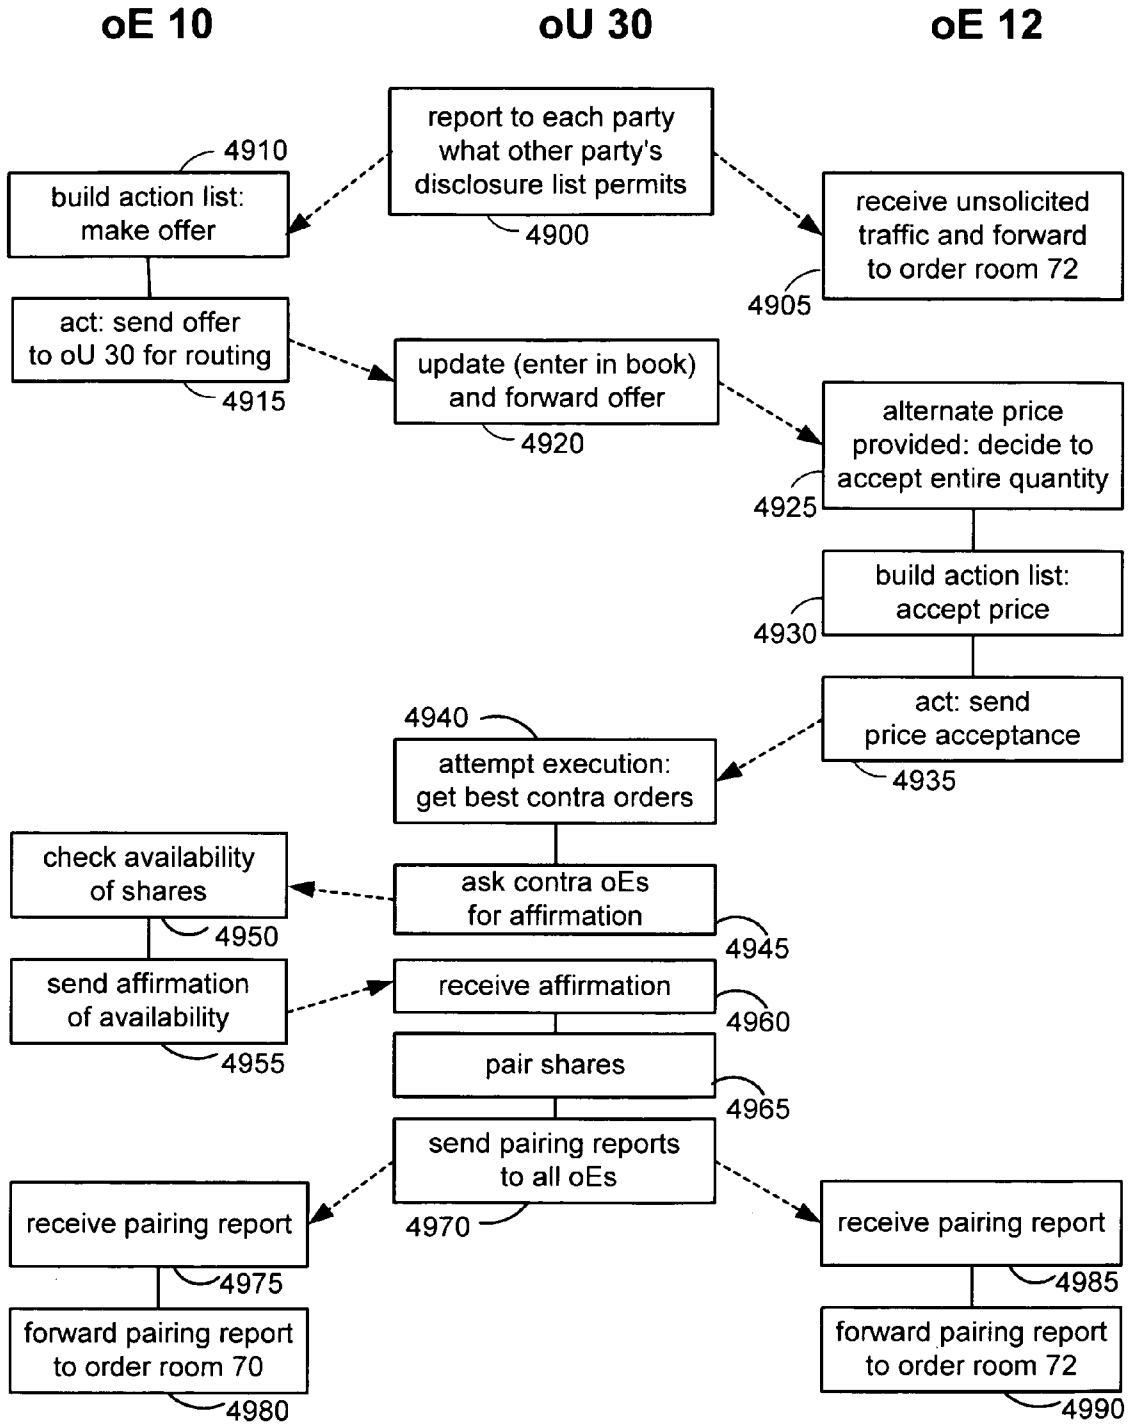 oE 10
oU 30
oE 12
report to each party
what other party's
disclosure list permits
4900
4910
build action list:
make offer
receive unsolicited
traffic and forward
to order room 72
4905
act: send offer
to oU 30 for routing
4915
update (enter in book)
and forward offer
4920
alternate price
provided: decide to
accept entire quantity
4925
build action list:
accept price
4930
act: send
price acceptance
4935
4940
attempt execution:
get best contra orders
ask contra oEs
for affirmation
4945
check availability
of shares
4950
send affirmation
of availability
4955
receive affirmation
4960
pair shares
4965
send pairing reports
to all oEs
4970
receive pairing report
4975
forward pairing report
to order room 70
4980
receive pairing report
4985
forward pairing report
to order room 72
4990